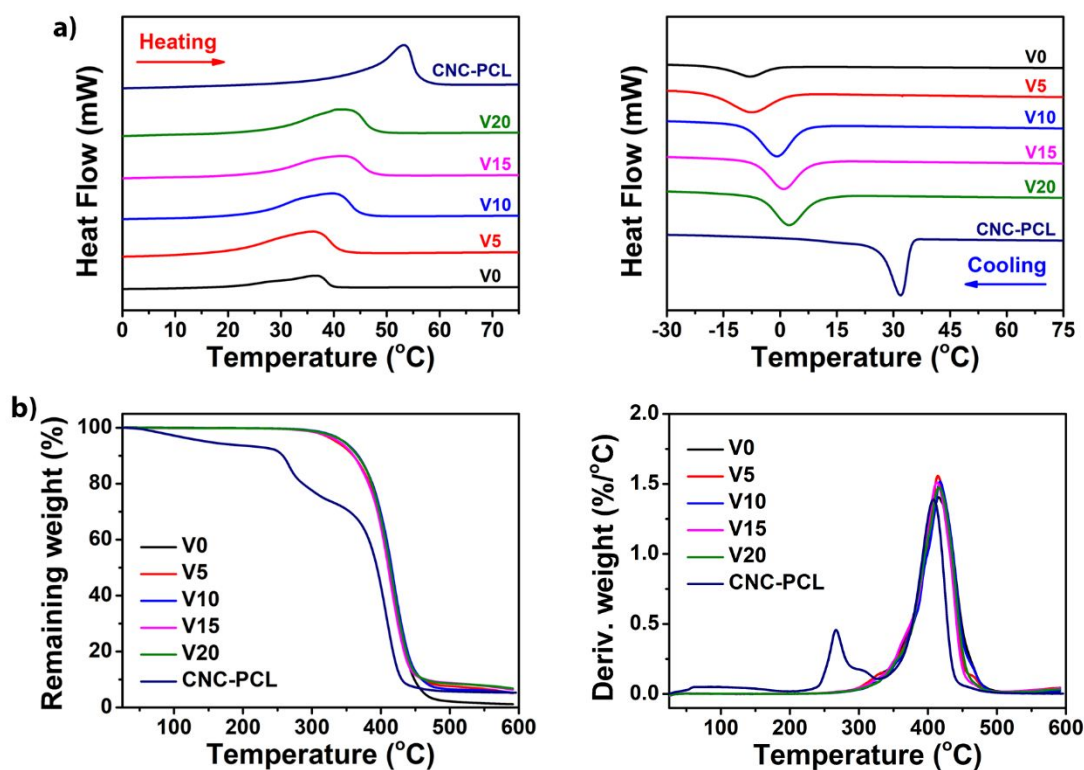 a)
Heating
CNC-PCL
V20
V15
V10
V5
V0
Heat Flow (mW)
0 10 20 30 40 50 60 70
Temperature (°C)
V0
V5
V10
V15
V20
CNC-PCL
Cooling
Heat Flow (mW)
-30 -15 0 15 30 45 60 75
Temperature (°C)
b)
Remaining weight (%)
100
80
60
40
20
0
V0
V5
V10
V15
V20
CNC-PCL
100 200 300 400 500 600
Temperature (°C)
Deriv. weight (%/°C)
2.0
1.5
1.0
0.5
0.0
V0
V5
V10
V15
V20
CNC-PCL
100 200 300 400 500 600
Temperature (°C)